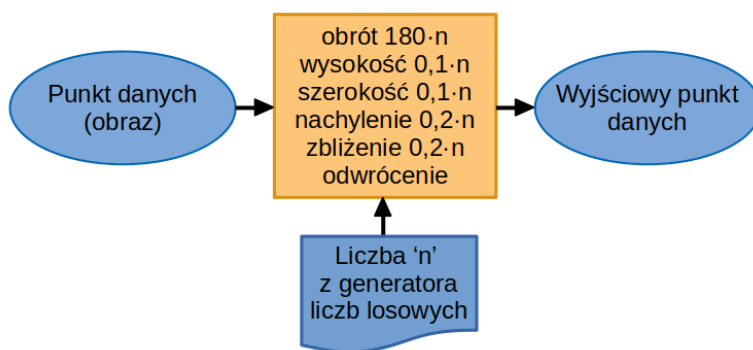 Punkt danych
(obraz)
obrót 180·n
wysokość 0,1·n
szerokość 0,1·n
nachylenie 0,2·n
zbliżenie 0,2·n
odwrócenie
Wyjściowy punkt
danych
Liczba ‘n’
z generatora
liczb losowych